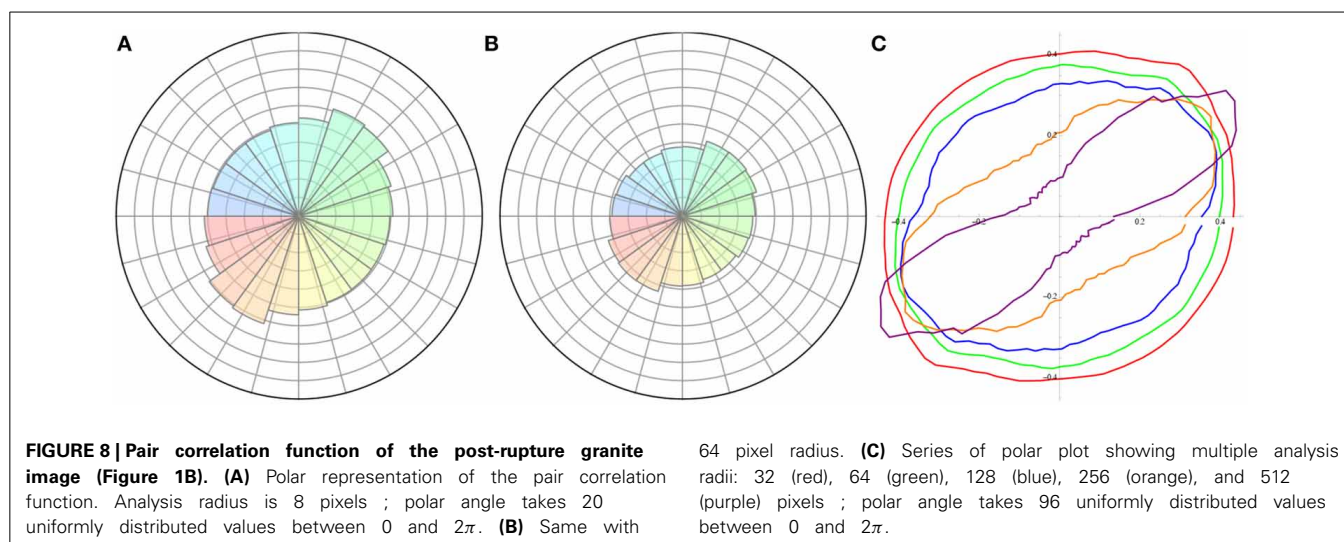 A
B
C
0.4
0.2
-0.4
-0.2
0.2
0.4
-0.2
-0.4
FIGURE 8 | Pair correlation function of the post-rupture granite
image (Figure 1B). (A) Polar representation of the pair correlation
function. Analysis radius is 8 pixels ; polar angle takes 20
uniformly distributed values between 0 and 2π. (B) Same with
64 pixel radius. (C) Series of polar plot showing multiple analysis
radii: 32 (red), 64 (green), 128 (blue), 256 (orange), and 512
(purple) pixels ; polar angle takes 96 uniformly distributed values
between 0 and 2π.